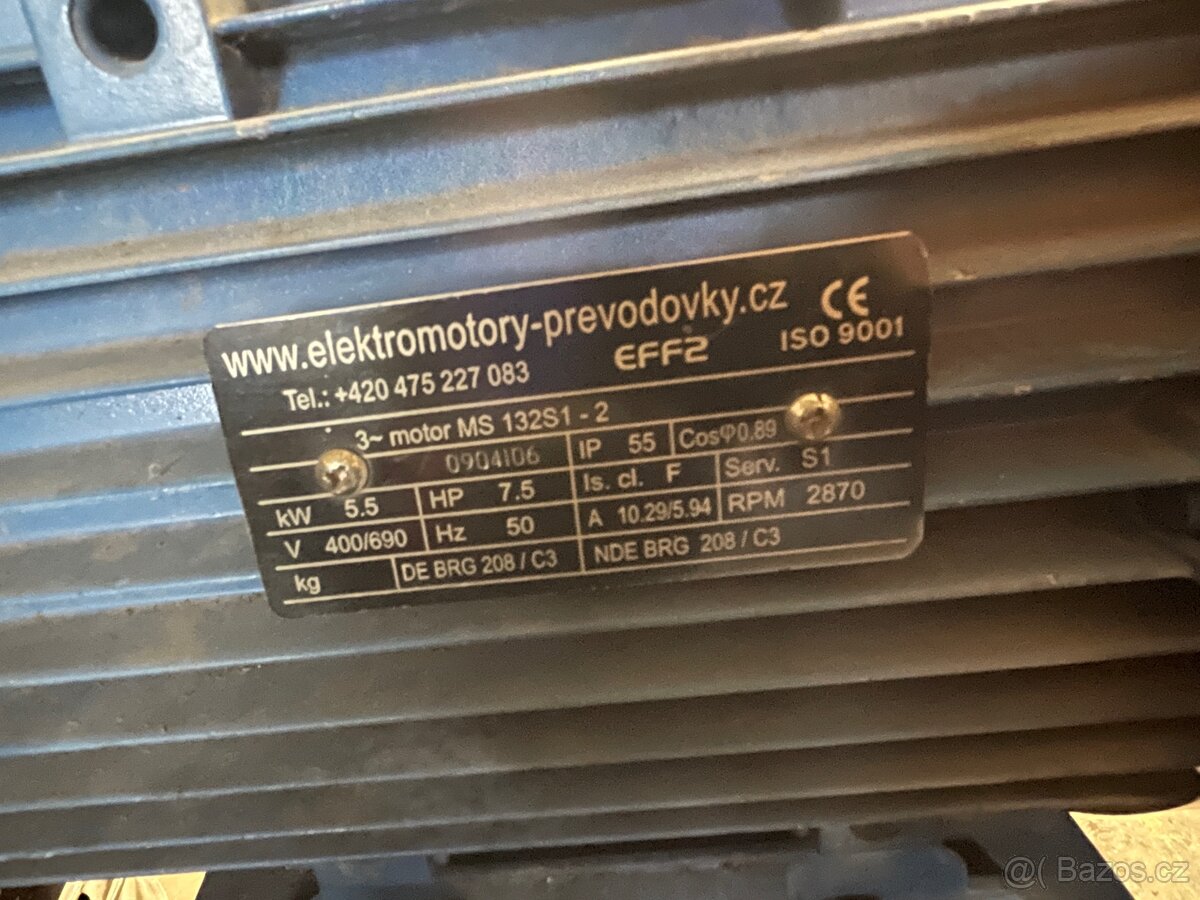 www.elektromotory-prevodovky.cz CE
Tel.: +420 475 227 083 EFF2 ISO 9001
3~ motor MS 132S1 - 2
0904106 IP 55 Cosφ0.89
kW 5.5 HP 7.5 Is. cl. F Serv. S1
V 400/690 Hz 50 A 10.29/5.94 RPM 2870
kg DE BRG 208 / C3 NDE BRG 208 / C3
@( Bazos.cz